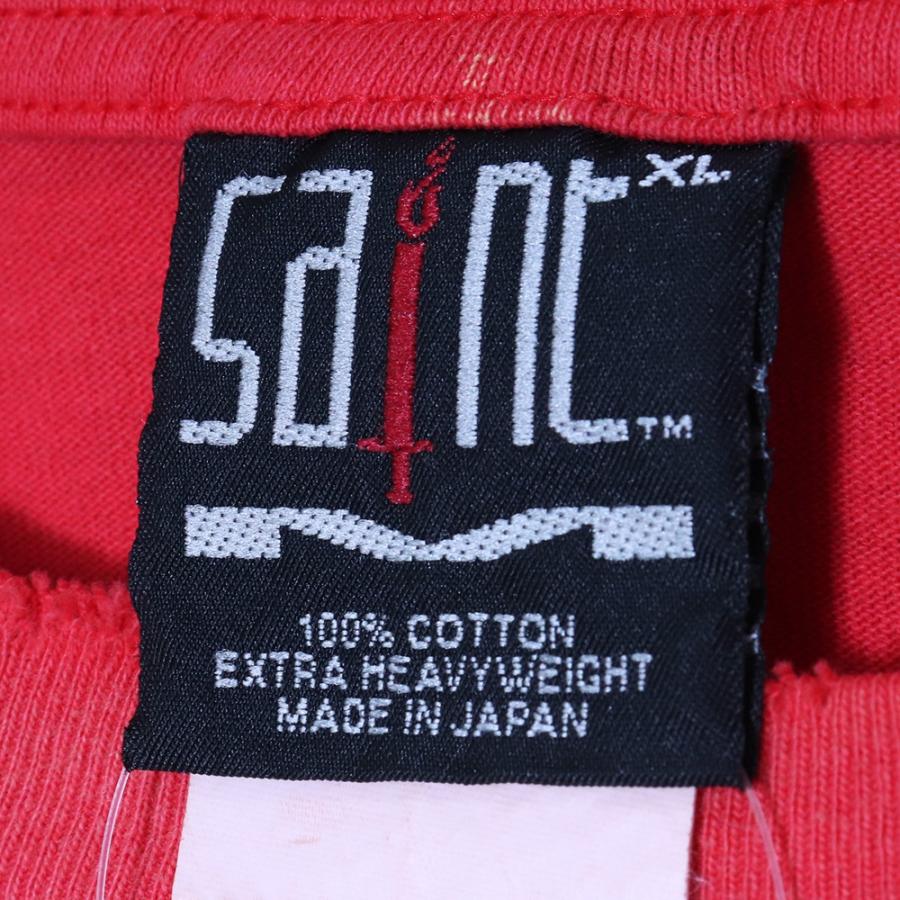 saint XL
TM
100% COTTON
EXTRA HEAVYWEIGHT
MADE IN JAPAN